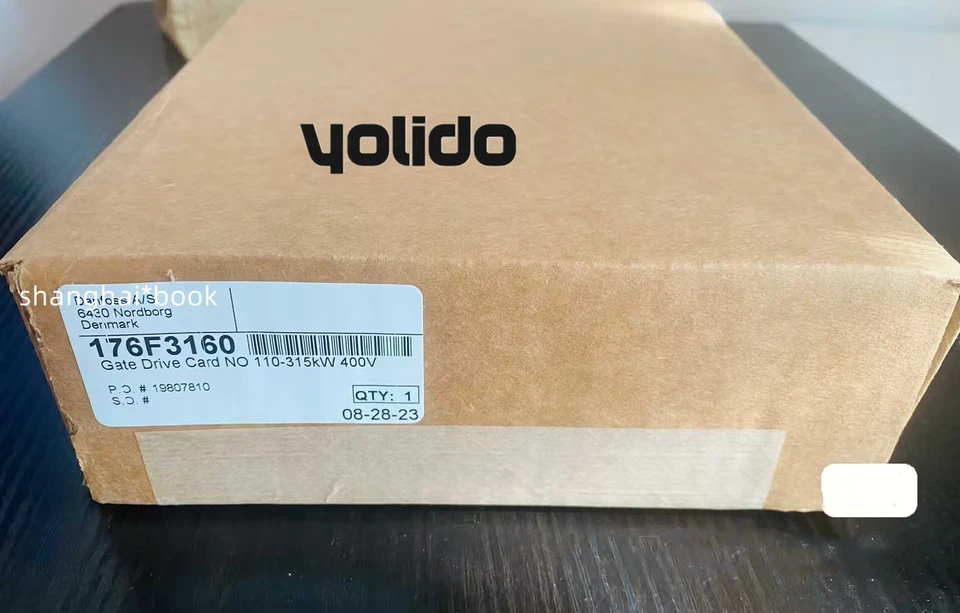 yolido
shanghai*book
Danfoss A/S
6430 Nordborg
Denmark
176F3160
Gate Drive Card NO 110-315kW 400V
P.O. # 19807810
S.O. #
QTY: 1
08-28-23